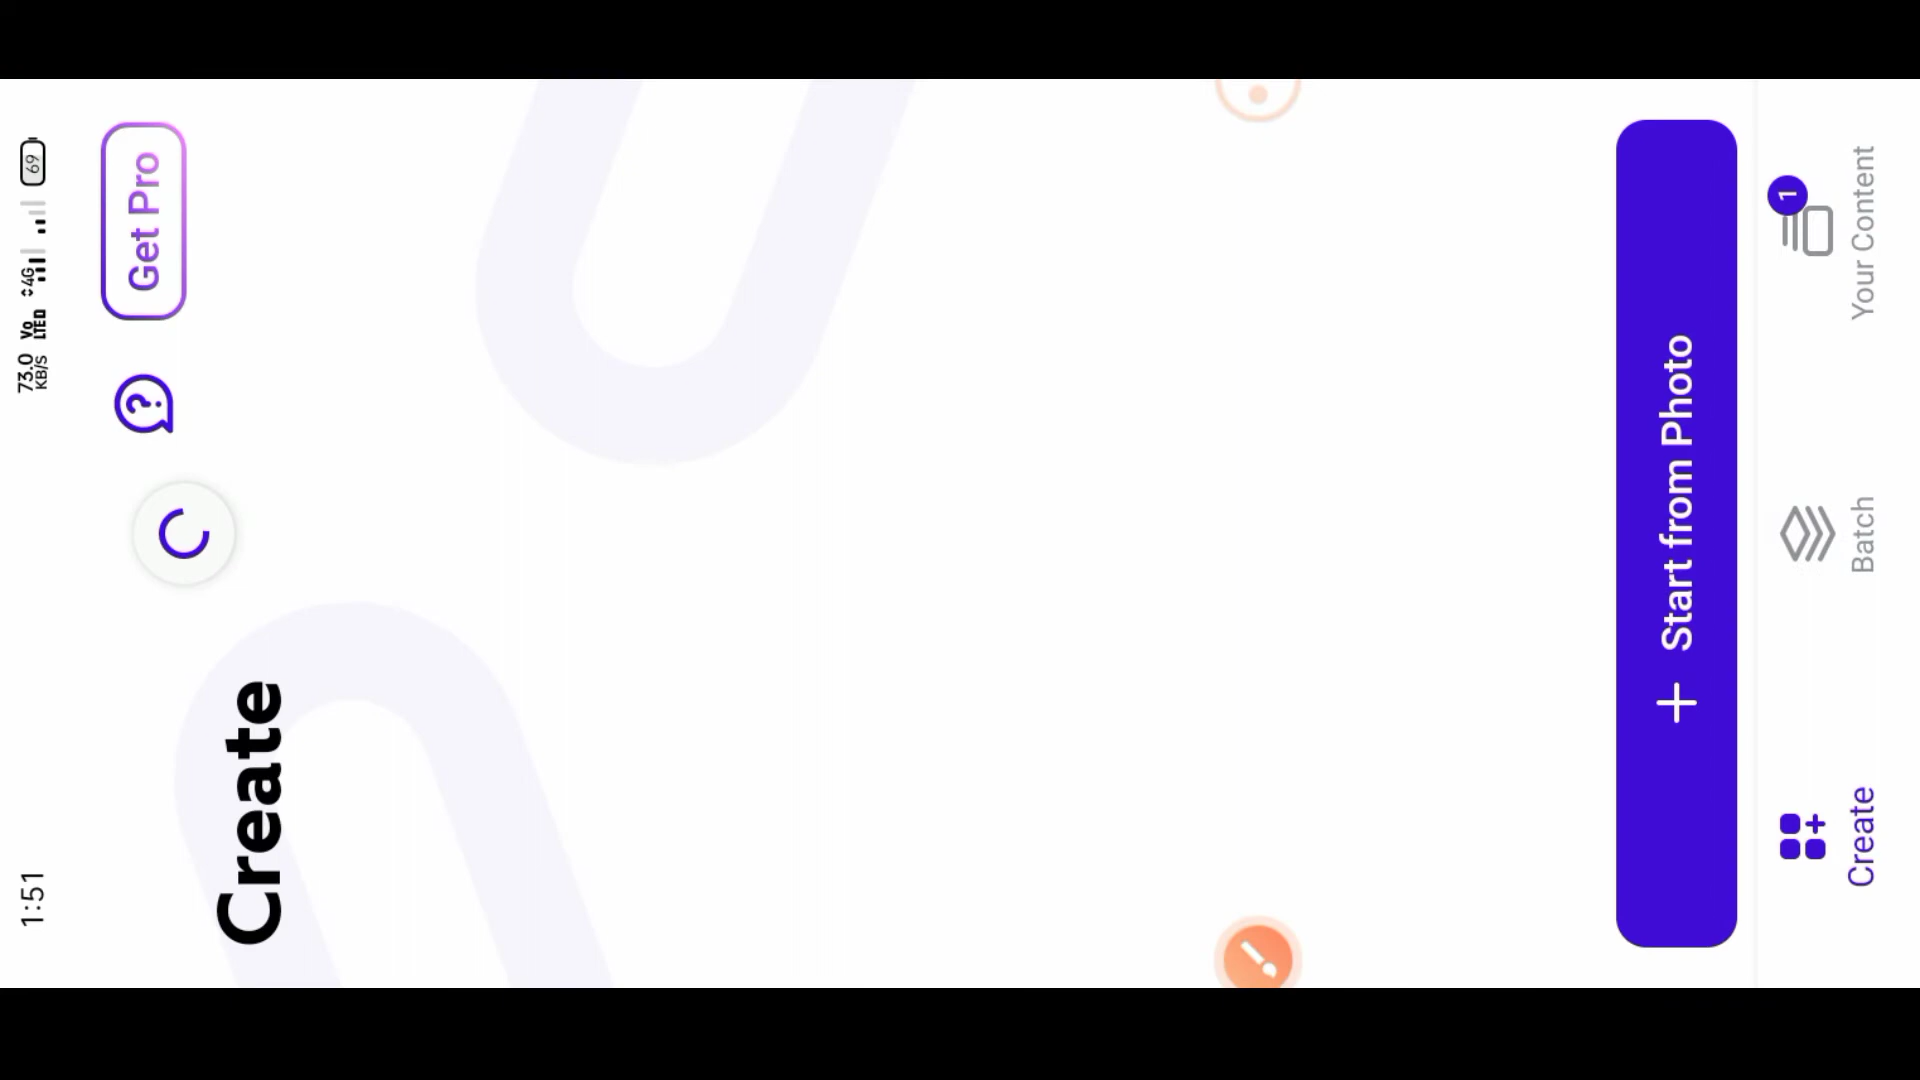 1:51
73.0
KB/S
Vo
LTED
4G
69
Get Pro
Create
+ Start from Photo
Create
Batch
1
Your Content